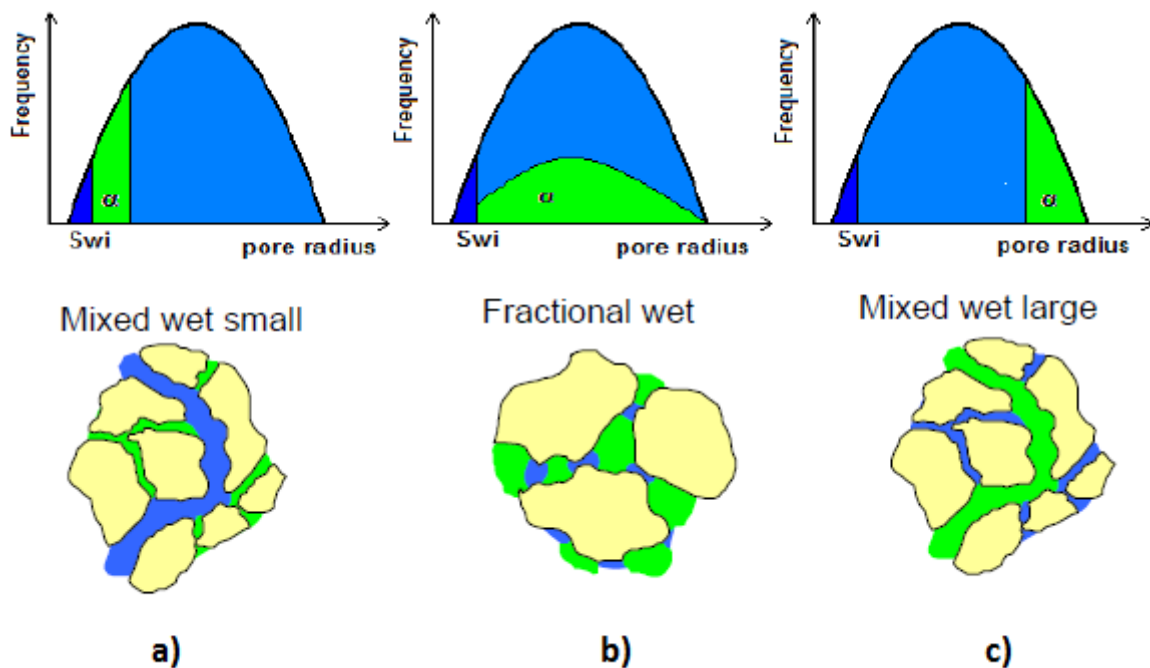 Frequency
α
Swi
pore radius
Frequency
α
Swi
pore radius
Frequency
α
Swi
pore radius
Mixed wet small
Fractional wet
Mixed wet large
a)
b)
c)